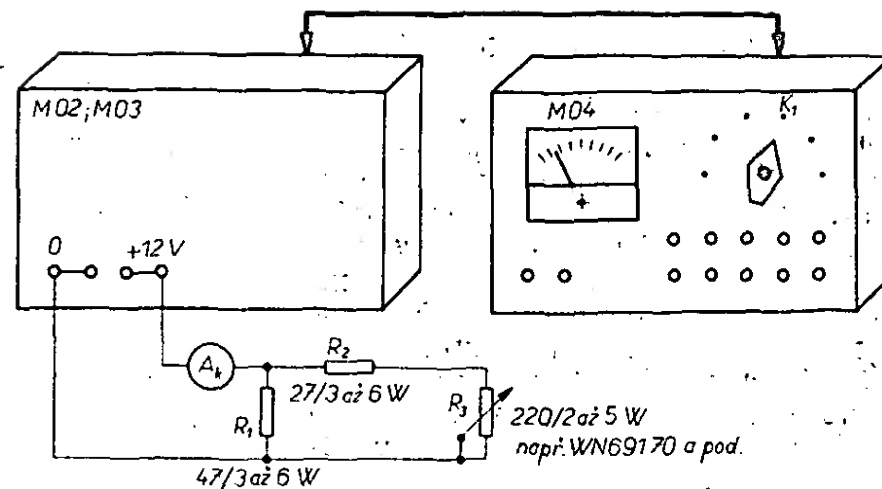 M02; M03
M04
K₁
0
+12 V
Aₖ
R₂
27/3 až 6 W
R₁
R₃
220/2 až 5 W
např. WN69170 a pod.
47/3 až 6 W